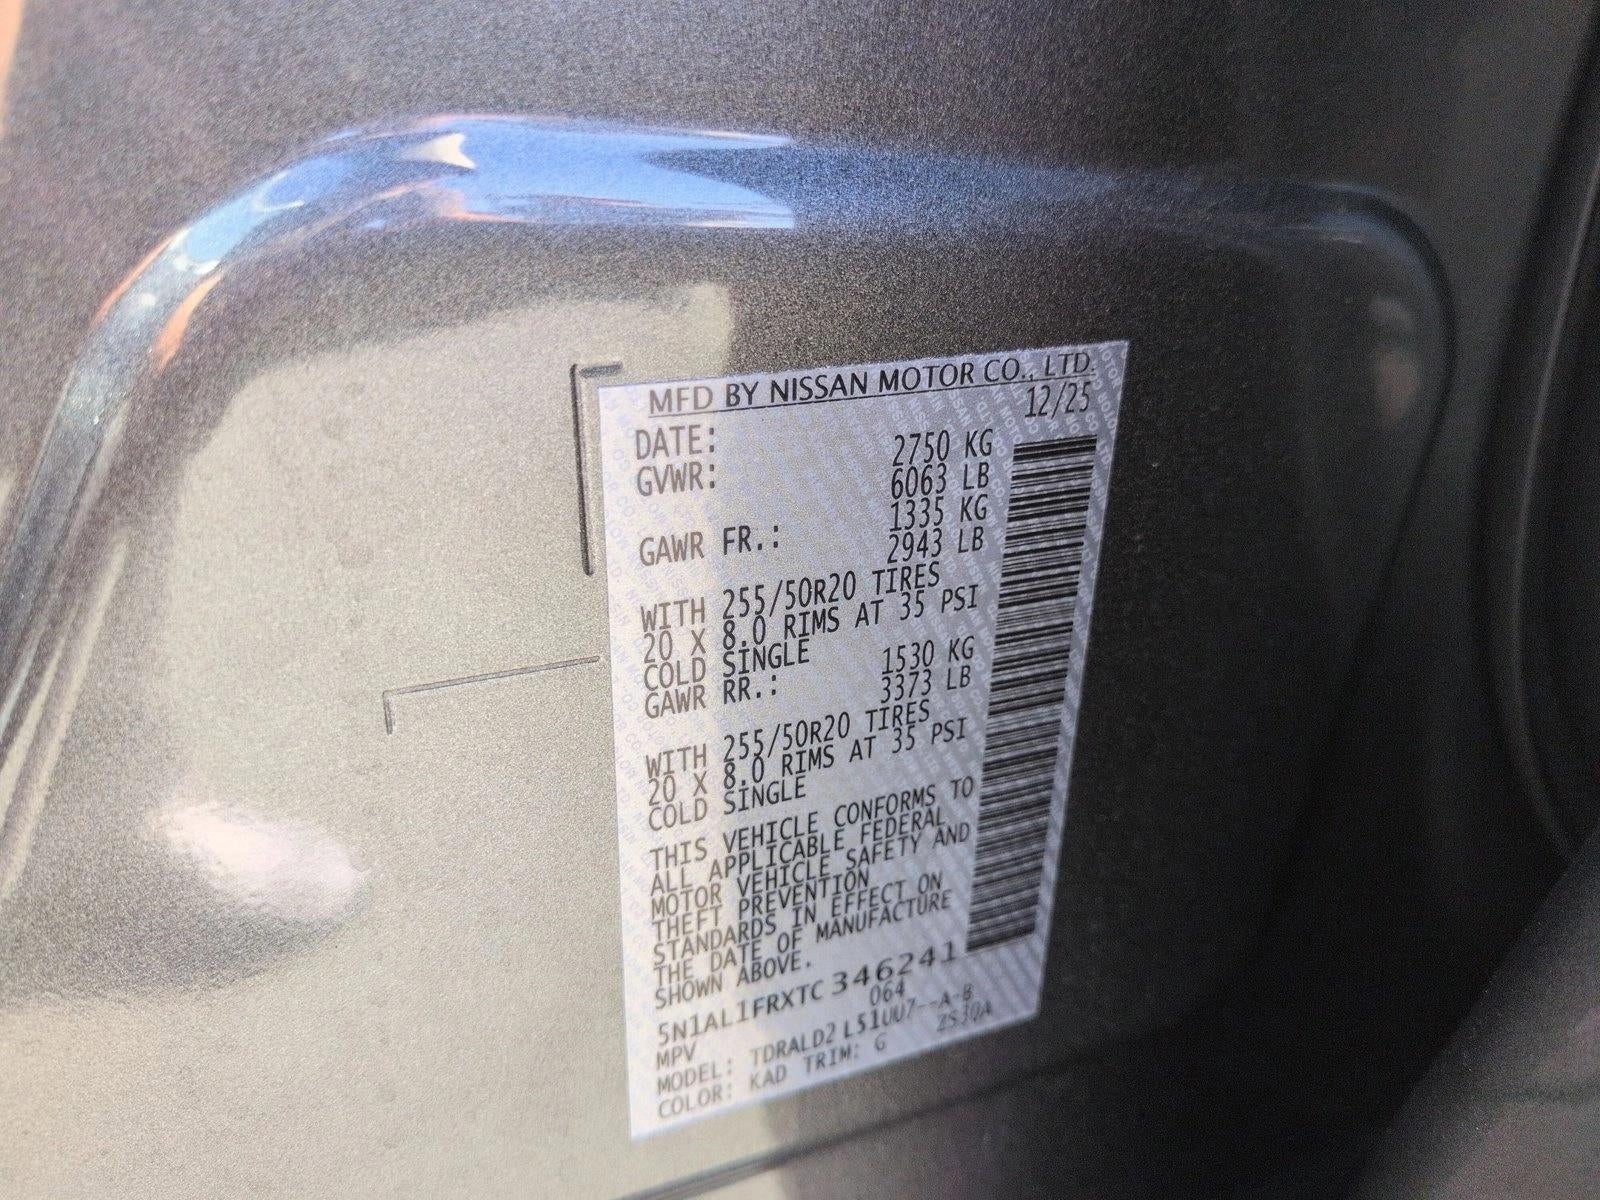 MFD BY NISSAN MOTOR CO., LTD.
DATE: 12/25
GVWR: 2750 KG
6063 LB
GAWR FR.: 1335 KG
2943 LB
WITH 255/50R20 TIRES
20 X 8.0 RIMS AT 35 PSI
COLD SINGLE
GAWR RR.: 1530 KG
3373 LB
WITH 255/50R20 TIRES
20 X 8.0 RIMS AT 35 PSI
COLD SINGLE
THIS VEHICLE CONFORMS TO
ALL APPLICABLE FEDERAL
MOTOR VEHICLE SAFETY AND
THEFT PREVENTION
STANDARDS IN EFFECT ON
THE DATE OF MANUFACTURE
SHOWN ABOVE.
5N1AL1FRXTC346241
MPV 064
MODEL: TDRALD2 L51UU7--A-B
COLOR: KAD TRIM: G ZS30A